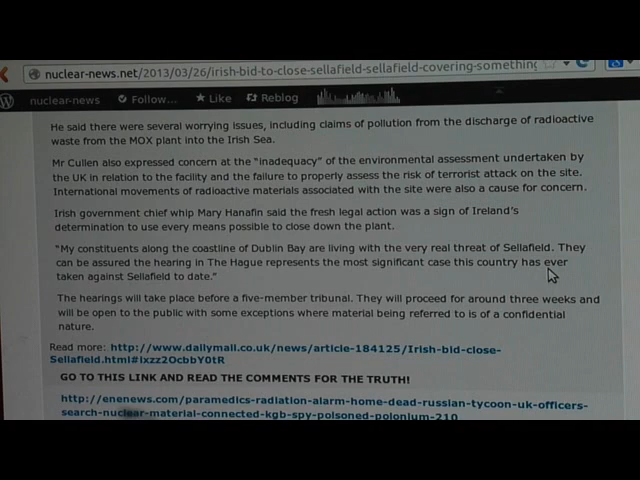 nuclear-news.net/2013/03/26/irish-bid-to-close-sellafield-sellafield-covering-something
nuclear-news Follow... Like Reblog
He said there were several worrying issues, including claims of pollution from the discharge of radioactive
waste from the MOX plant into the Irish Sea.
Mr Cullen also expressed concern at the “inadequacy” of the environmental assessment undertaken by
the UK in relation to the facility and the failure to properly assess the risk of terrorist attack on the site.
International movements of radioactive materials associated with the site were also a cause for concern.
Irish government chief whip Mary Hanafin said the fresh legal action was a sign of Ireland’s
determination to use every means possible to close down the plant.
“My constituents along the coastline of Dublin Bay are living with the very real threat of Sellafield. They
can be assured the hearing in The Hague represents the most significant case this country has ever
taken against Sellafield to date.”
The hearings will take place before a five-member tribunal. They will proceed for around three weeks and
will be open to the public with some exceptions where material being referred to is of a confidential
nature.
Read more: http://www.dailymail.co.uk/news/article-184125/Irish-bid-close-
Sellafield.html#ixzz2OcbbY0tR
GO TO THIS LINK AND READ THE COMMENTS FOR THE TRUTH!
http://enenews.com/paramedics-radiation-alarm-home-dead-russian-tycoon-uk-officers-
search-nuclear-material-connected-kgb-spy-poisoned-polonium-210